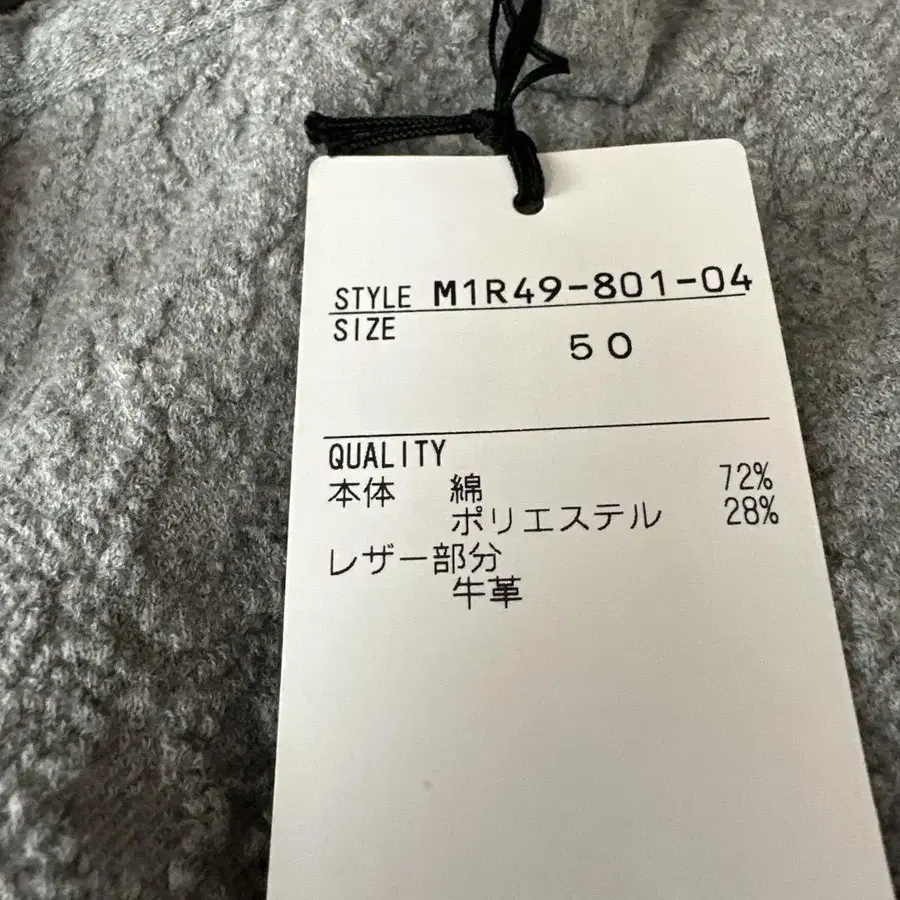 STYLE M1R49-801-04
SIZE
50
QUALITY
本体 綿 72%
ポリエステル 28%
レザー部分
牛革